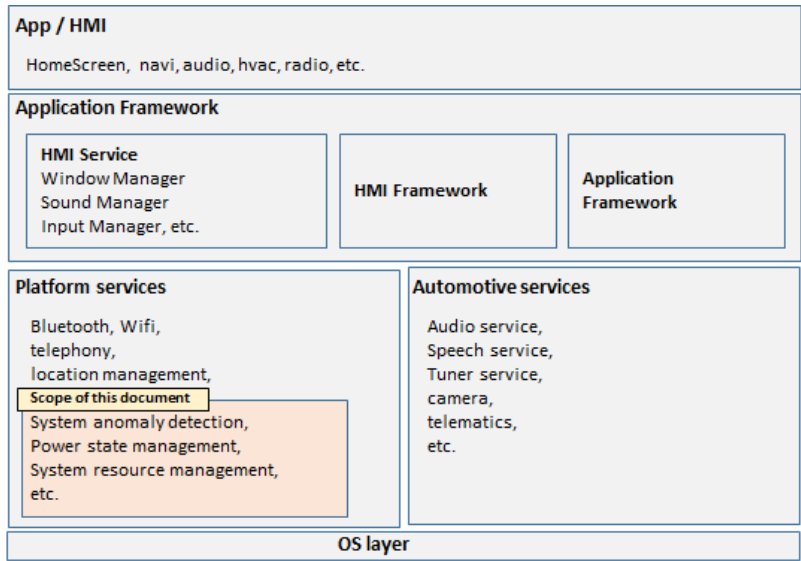 App / HMI
HomeScreen, navi, audio, hvac, radio, etc.
Application Framework
HMI Service
Window Manager
Sound Manager
Input Manager, etc.
HMI Framework
Application
Framework
Platform services
Bluetooth, Wifi,
telephony,
location management,
Scope of this document
System anomaly detection,
Power state management,
System resource management,
etc.
Automotive services
Audio service,
Speech service,
Tuner service,
camera,
telematics,
etc.
OS layer